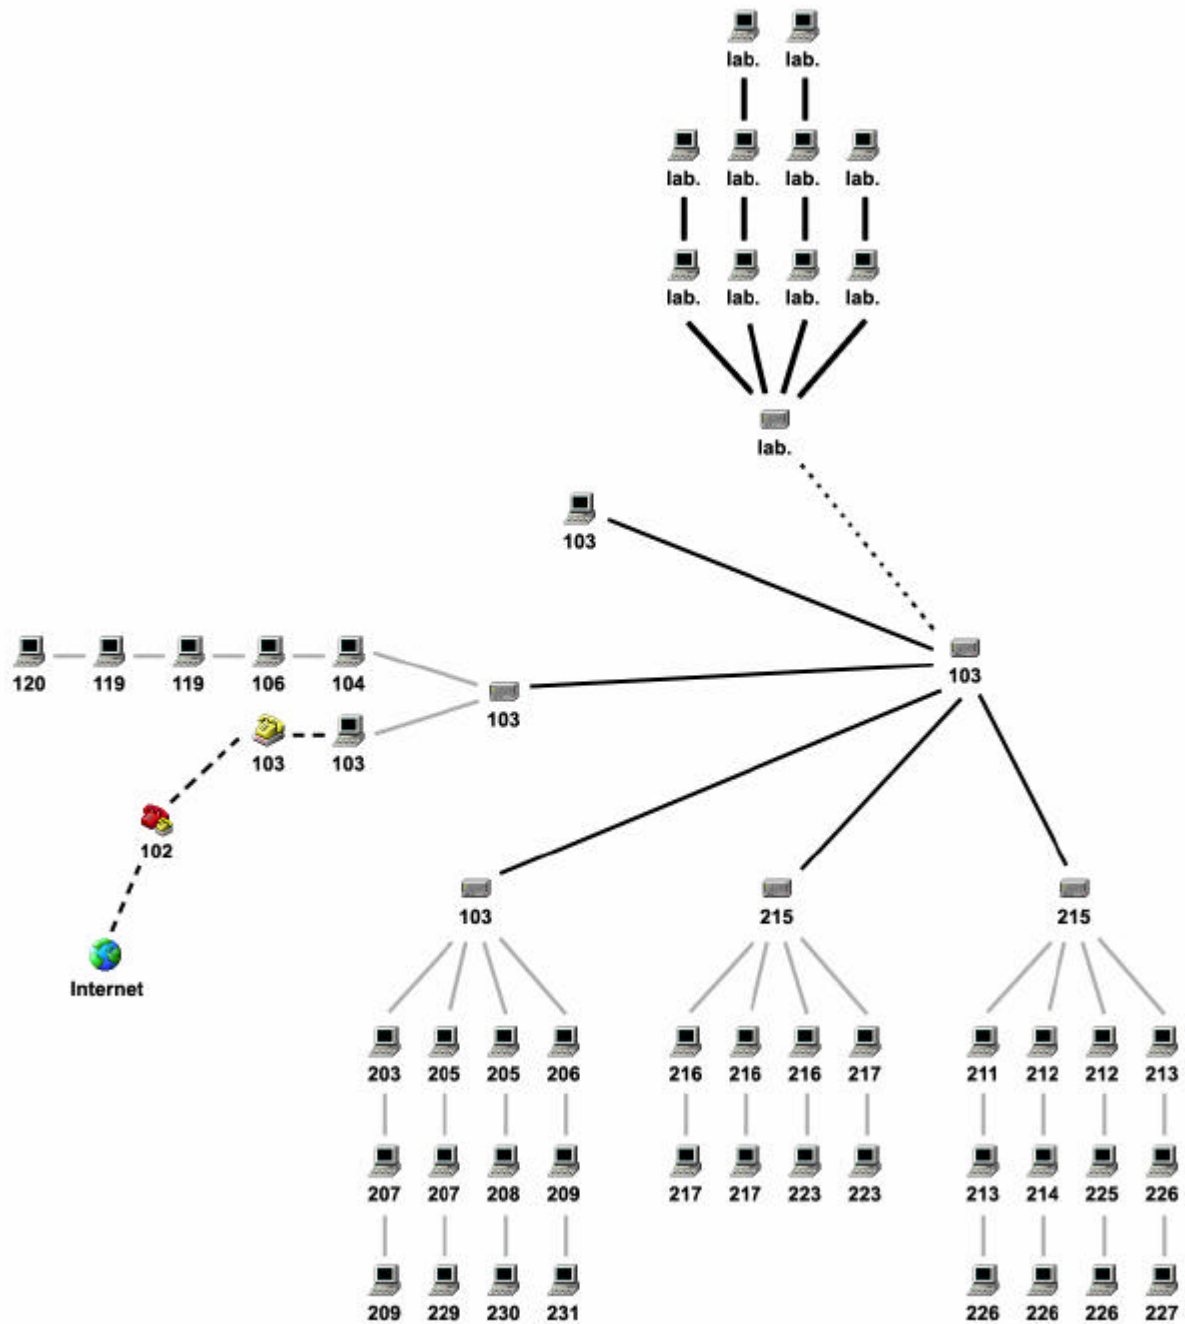 lab. lab.
lab. lab. lab. lab.
lab. lab. lab. lab.
lab.
103
103
120 119 119 106 104
103
103 103
102
Internet
103 215 215
203 205 205 206 216 216 216 217 211 212 212 213
207 207 208 209 217 217 223 223 213 214 225 226
209 229 230 231 226 226 226 227